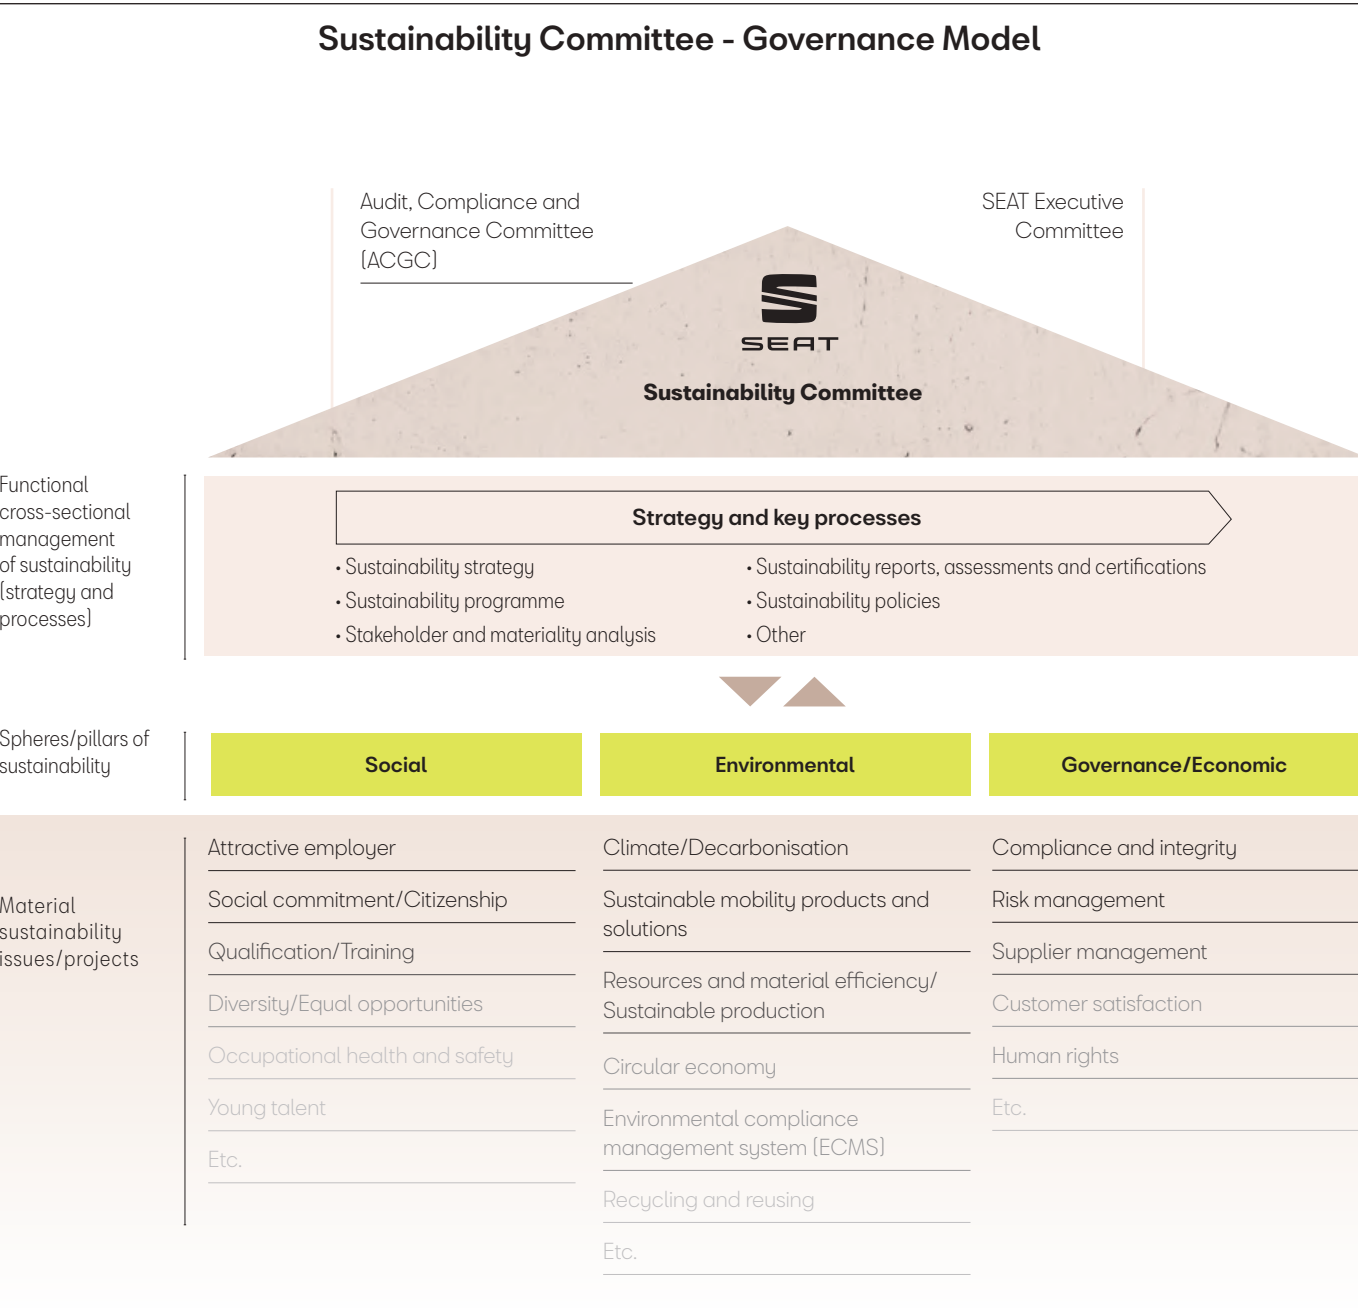 Sustainability Committee - Governance Model
Audit, Compliance and
Governance Committee
(ACGC)
SEAT Executive
Committee
SEAT
Sustainability Committee
Functional
cross-sectional
management
of sustainability
(strategy and
processes)
Strategy and key processes
• Sustainability strategy
• Sustainability programme
• Stakeholder and materiality analysis
• Sustainability reports, assessments and certifications
• Sustainability policies
• Other
Spheres/pillars of
sustainability
Social
Environmental
Governance/Economic
Material
sustainability
issues/projects
Attractive employer
Social commitment/Citizenship
Qualification/Training
Diversity/Equal opportunities
Occupational health and safety
Young talent
Etc.
Climate/Decarbonisation
Sustainable mobility products and
solutions
Resources and material efficiency/
Sustainable production
Circular economy
Environmental compliance
management system (ECMS)
Recycling and reusing
Etc.
Compliance and integrity
Risk management
Supplier management
Customer satisfaction
Human rights
Etc.